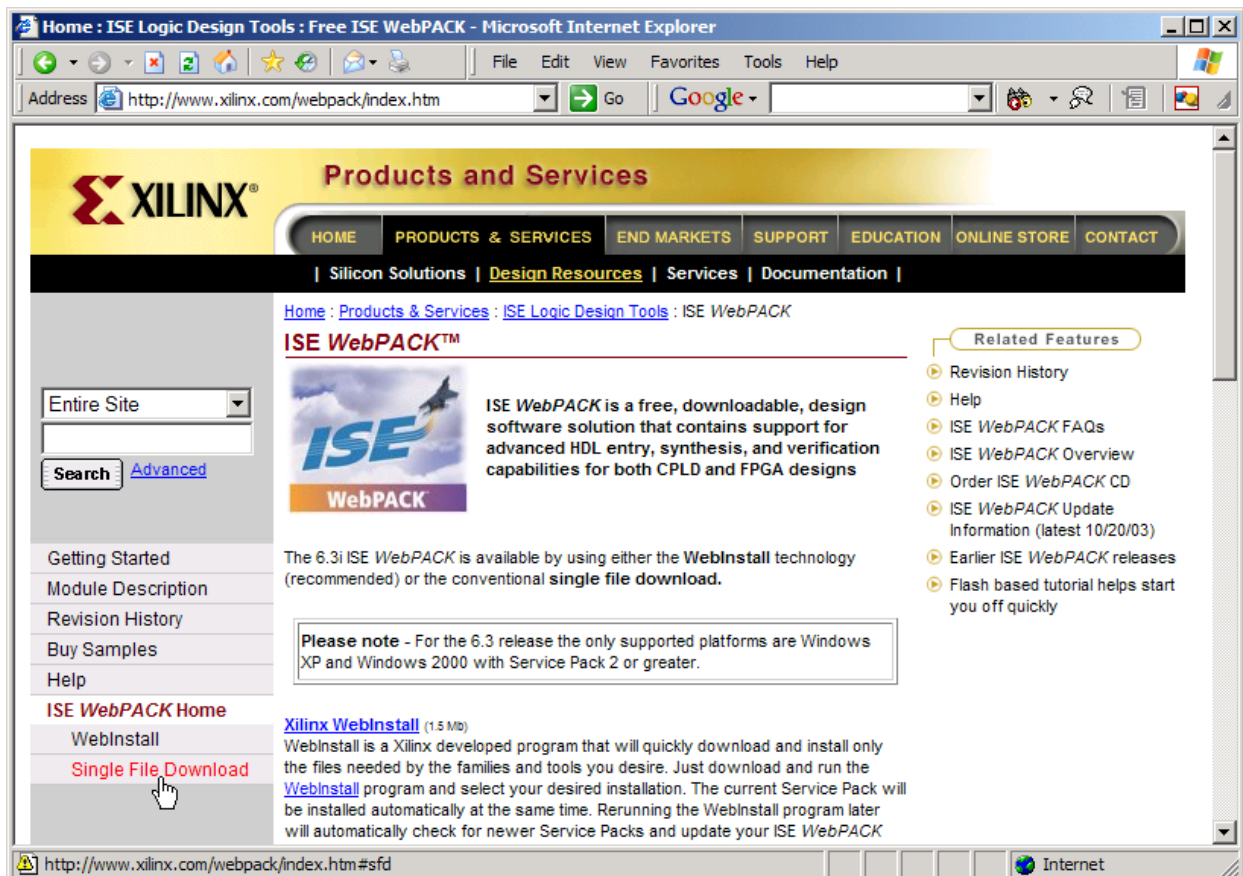 Home : ISE Logic Design Tools : Free ISE WebPACK - Microsoft Internet Explorer
File Edit View Favorites Tools Help
Address http://www.xilinx.com/webpack/index.htm Go Google
Products and Services
XILINX®
HOME PRODUCTS & SERVICES END MARKETS SUPPORT EDUCATION ONLINE STORE CONTACT
| Silicon Solutions | Design Resources | Services | Documentation |
Entire Site
Search Advanced
Getting Started
Module Description
Revision History
Buy Samples
Help
ISE WebPACK Home
WebInstall
Single File Download
Home : Products & Services : ISE Logic Design Tools : ISE WebPACK
ISE WebPACK™
ISE
WebPACK
ISE WebPACK is a free, downloadable, design
software solution that contains support for
advanced HDL entry, synthesis, and verification
capabilities for both CPLD and FPGA designs
The 6.3i ISE WebPACK is available by using either the WebInstall technology
(recommended) or the conventional single file download.
Please note - For the 6.3 release the only supported platforms are Windows
XP and Windows 2000 with Service Pack 2 or greater.
Xilinx WebInstall (1.5 Mb)
WebInstall is a Xilinx developed program that will quickly download and install only
the files needed by the families and tools you desire. Just download and run the
WebInstall program and select your desired installation. The current Service Pack will
be installed automatically at the same time. Rerunning the WebInstall program later
will automatically check for newer Service Packs and update your ISE WebPACK
Related Features
Revision History
Help
ISE WebPACK FAQs
ISE WebPACK Overview
Order ISE WebPACK CD
ISE WebPACK Update
Information (latest 10/20/03)
Earlier ISE WebPACK releases
Flash based tutorial helps start
you off quickly
http://www.xilinx.com/webpack/index.htm#sfd
Internet